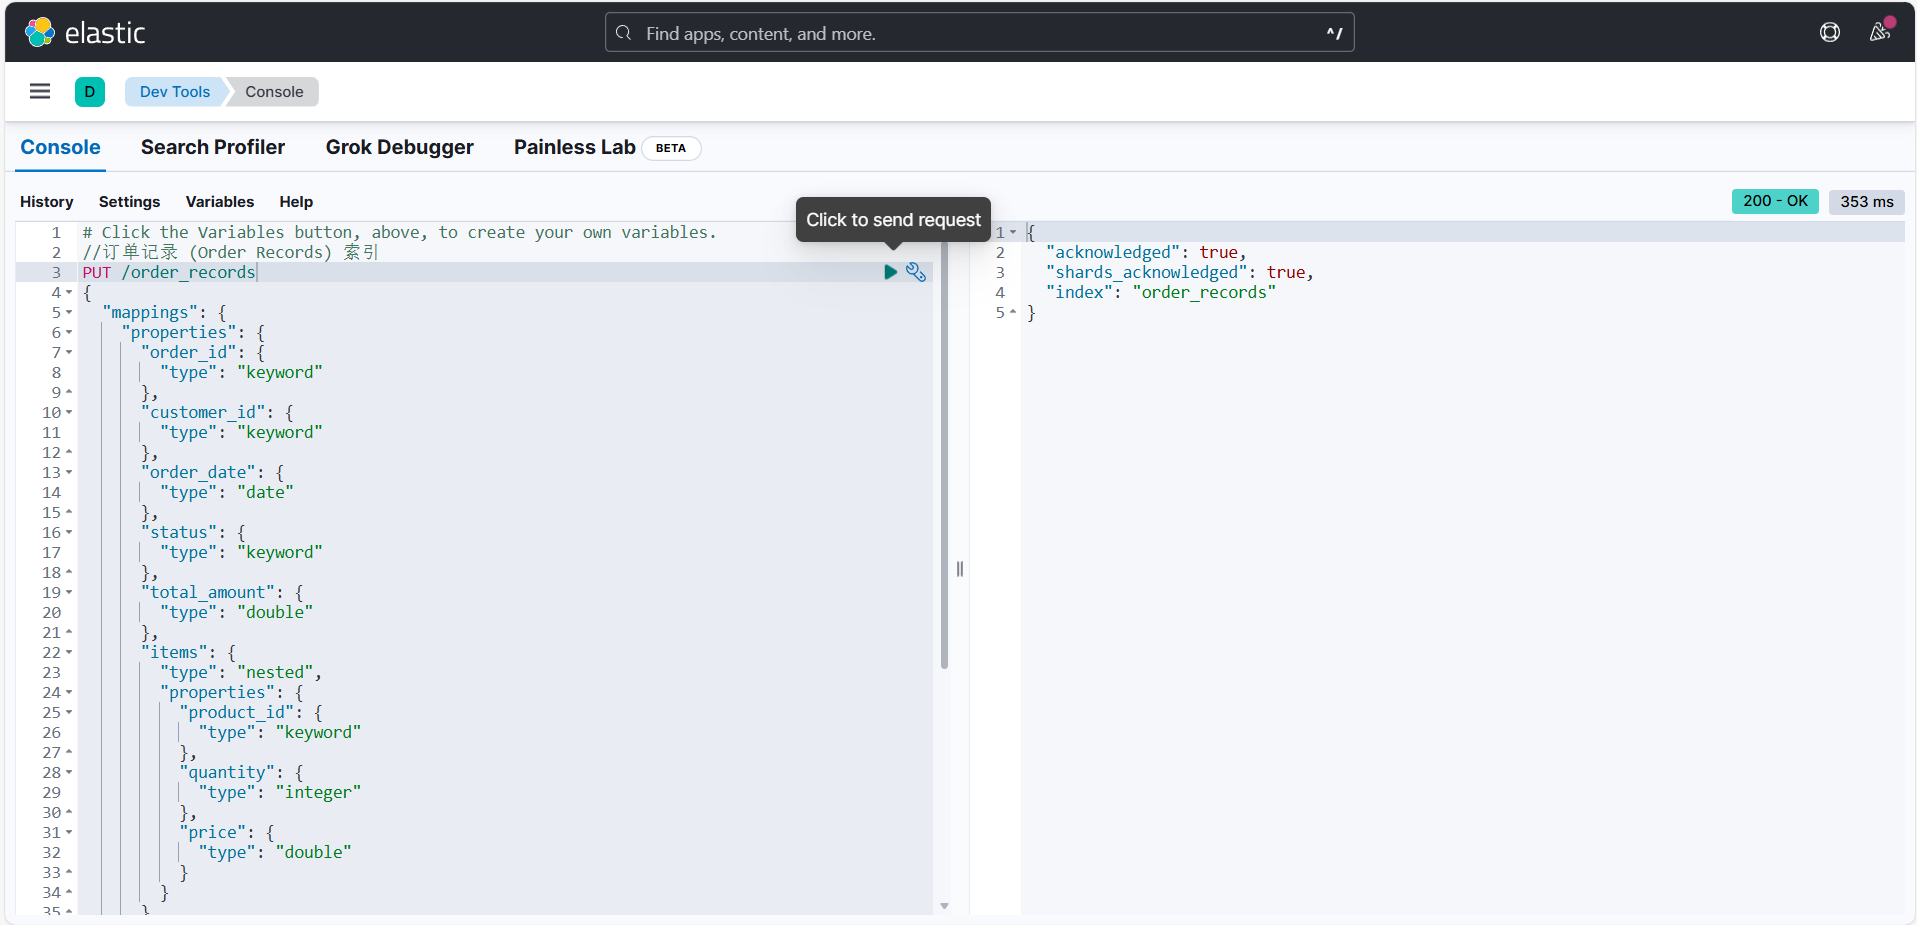 elastic
Find apps, content, and more.
^/
D
Dev Tools
Console
Console
Search Profiler
Grok Debugger
Painless Lab
BETA
History
Settings
Variables
Help
200 - OK
353 ms
Click to send request
1 # Click the Variables button, above, to create your own variables.
2 //订单记录 (Order Records) 索引
3 PUT /order_records
4 {
5 "mappings": {
6 "properties": {
7 "order_id": {
8 "type": "keyword"
9 },
10 "customer_id": {
11 "type": "keyword"
12 },
13 "order_date": {
14 "type": "date"
15 },
16 "status": {
17 "type": "keyword"
18 },
19 "total_amount": {
20 "type": "double"
21 },
22 "items": {
23 "type": "nested",
24 "properties": {
25 "product_id": {
26 "type": "keyword"
27 },
28 "quantity": {
29 "type": "integer"
30 },
31 "price": {
32 "type": "double"
33 }
34 }
35 }
1 {
2 "acknowledged": true,
3 "shards_acknowledged": true,
4 "index": "order_records"
5 }